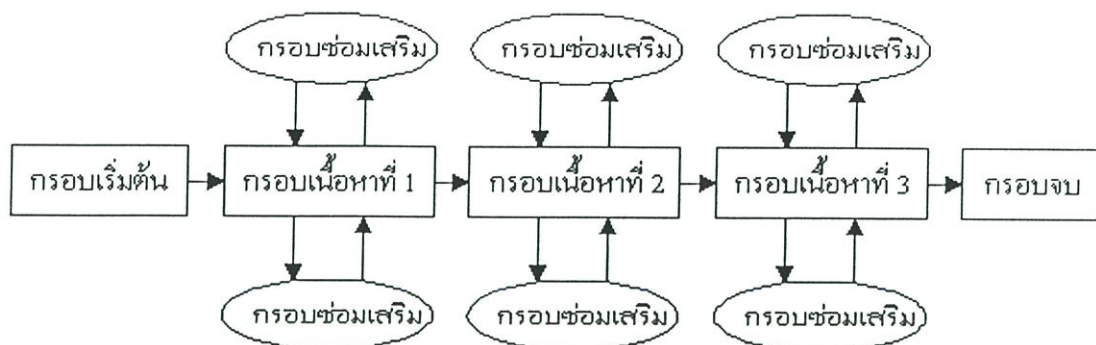 กรอบซ่อมเสริม กรอบซ่อมเสริม กรอบซ่อมเสริม
กรอบเริ่มต้น กรอบเนื้อหาที่ 1 กรอบเนื้อหาที่ 2 กรอบเนื้อหาที่ 3 กรอบจบ
กรอบซ่อมเสริม กรอบซ่อมเสริม กรอบซ่อมเสริม